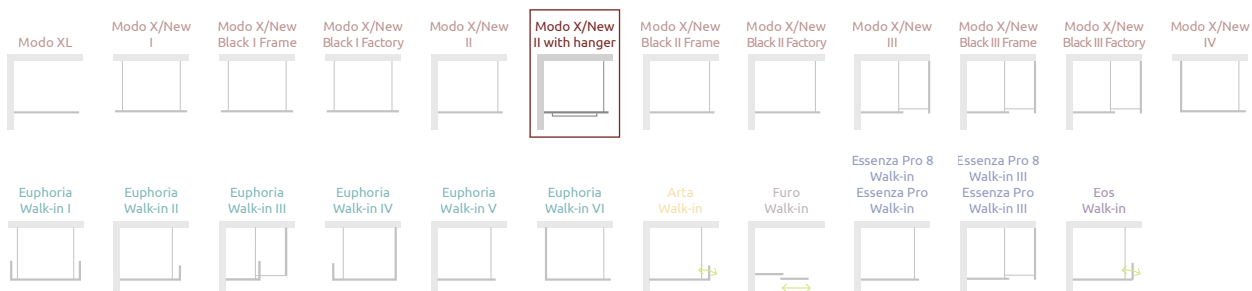 Modo XL
Modo X/New
I
Modo X/New
Black I Frame
Modo X/New
Black I Factory
Modo X/New
II
Modo X/New
II with hanger
Modo X/New
Black II Frame
Modo X/New
Black II Factory
Modo X/New
III
Modo X/New
Black III Frame
Modo X/New
Black III Factory
Modo X/New
IV
Euphoria
Walk-in I
Euphoria
Walk-in II
Euphoria
Walk-in III
Euphoria
Walk-in IV
Euphoria
Walk-in V
Euphoria
Walk-in VI
Arta
Walk-in
Furo
Walk-in
Essenza Pro 8
Walk-in
Essenza Pro
Walk-in
Essenza Pro 8
Walk-in III
Essenza Pro
Walk-in III
Eos
Walk-in